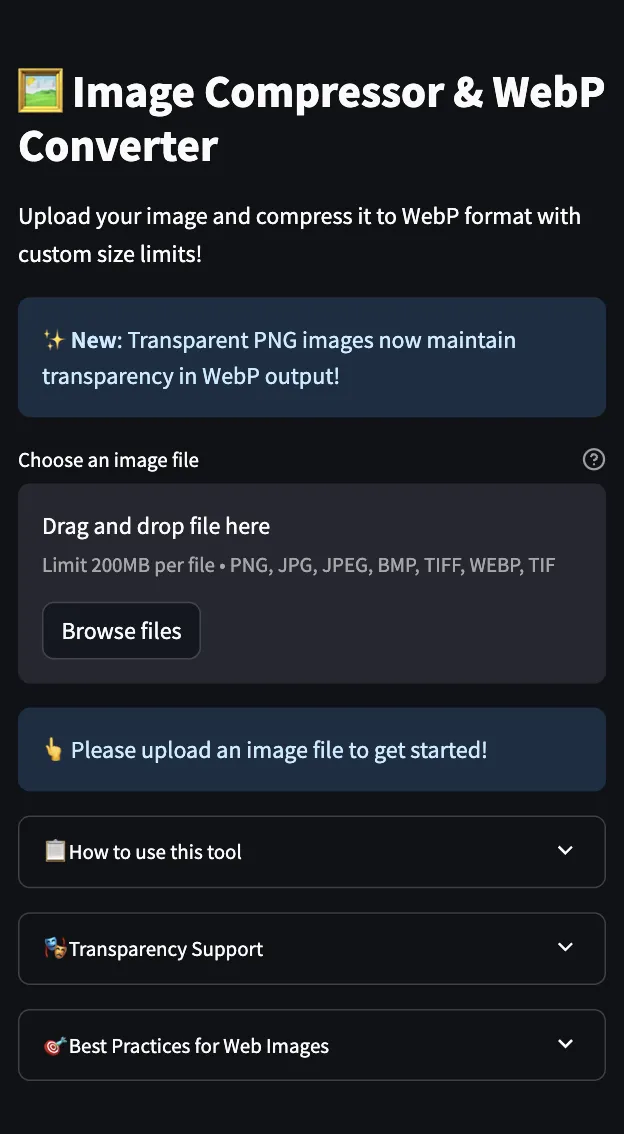 🖼️ Image Compressor & WebP
Converter
Upload your image and compress it to WebP format with
custom size limits!
✨ New: Transparent PNG images now maintain
transparency in WebP output!
Choose an image file
Drag and drop file here
Limit 200MB per file • PNG, JPG, JPEG, BMP, TIFF, WEBP, TIF
Browse files
👆 Please upload an image file to get started!
📋How to use this tool
🎭Transparency Support
🎯Best Practices for Web Images